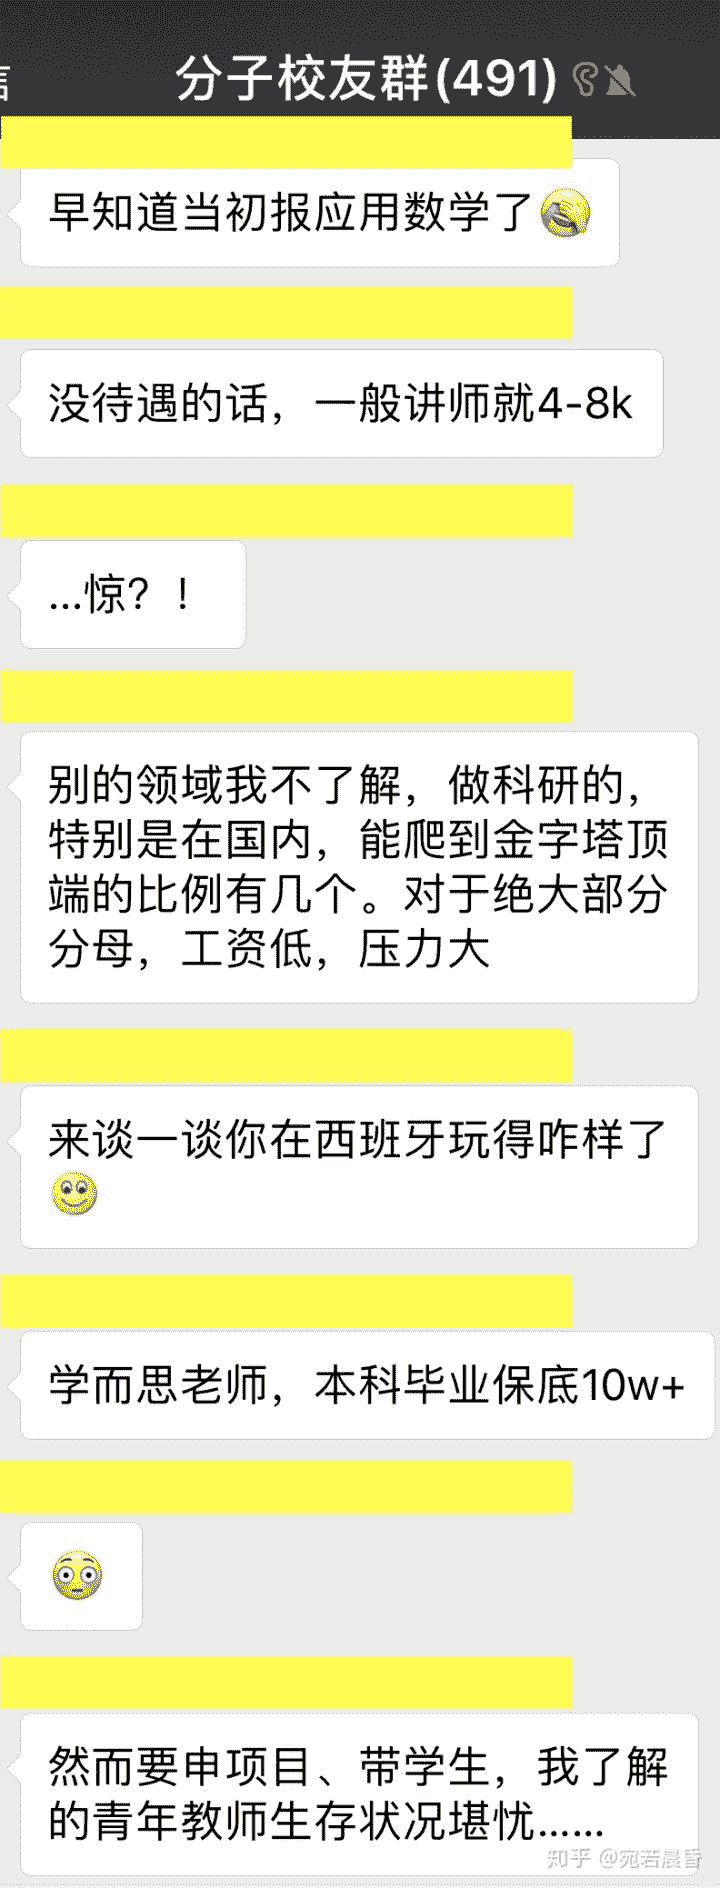 信
分子校友群(491)
早知道当初报应用数学了
没待遇的话，一般讲师就4-8k
...惊？！
别的领域我不了解，做科研的，
特别是在国内，能爬到金字塔顶
端的比例有几个。对于绝大部分
分母，工资低，压力大
来谈一谈你在西班牙玩得咋样了
学而思老师，本科毕业保底10w+
然而要申项目、带学生，我了解
的青年教师生存状况堪忧......
知乎 @宛若晨昏